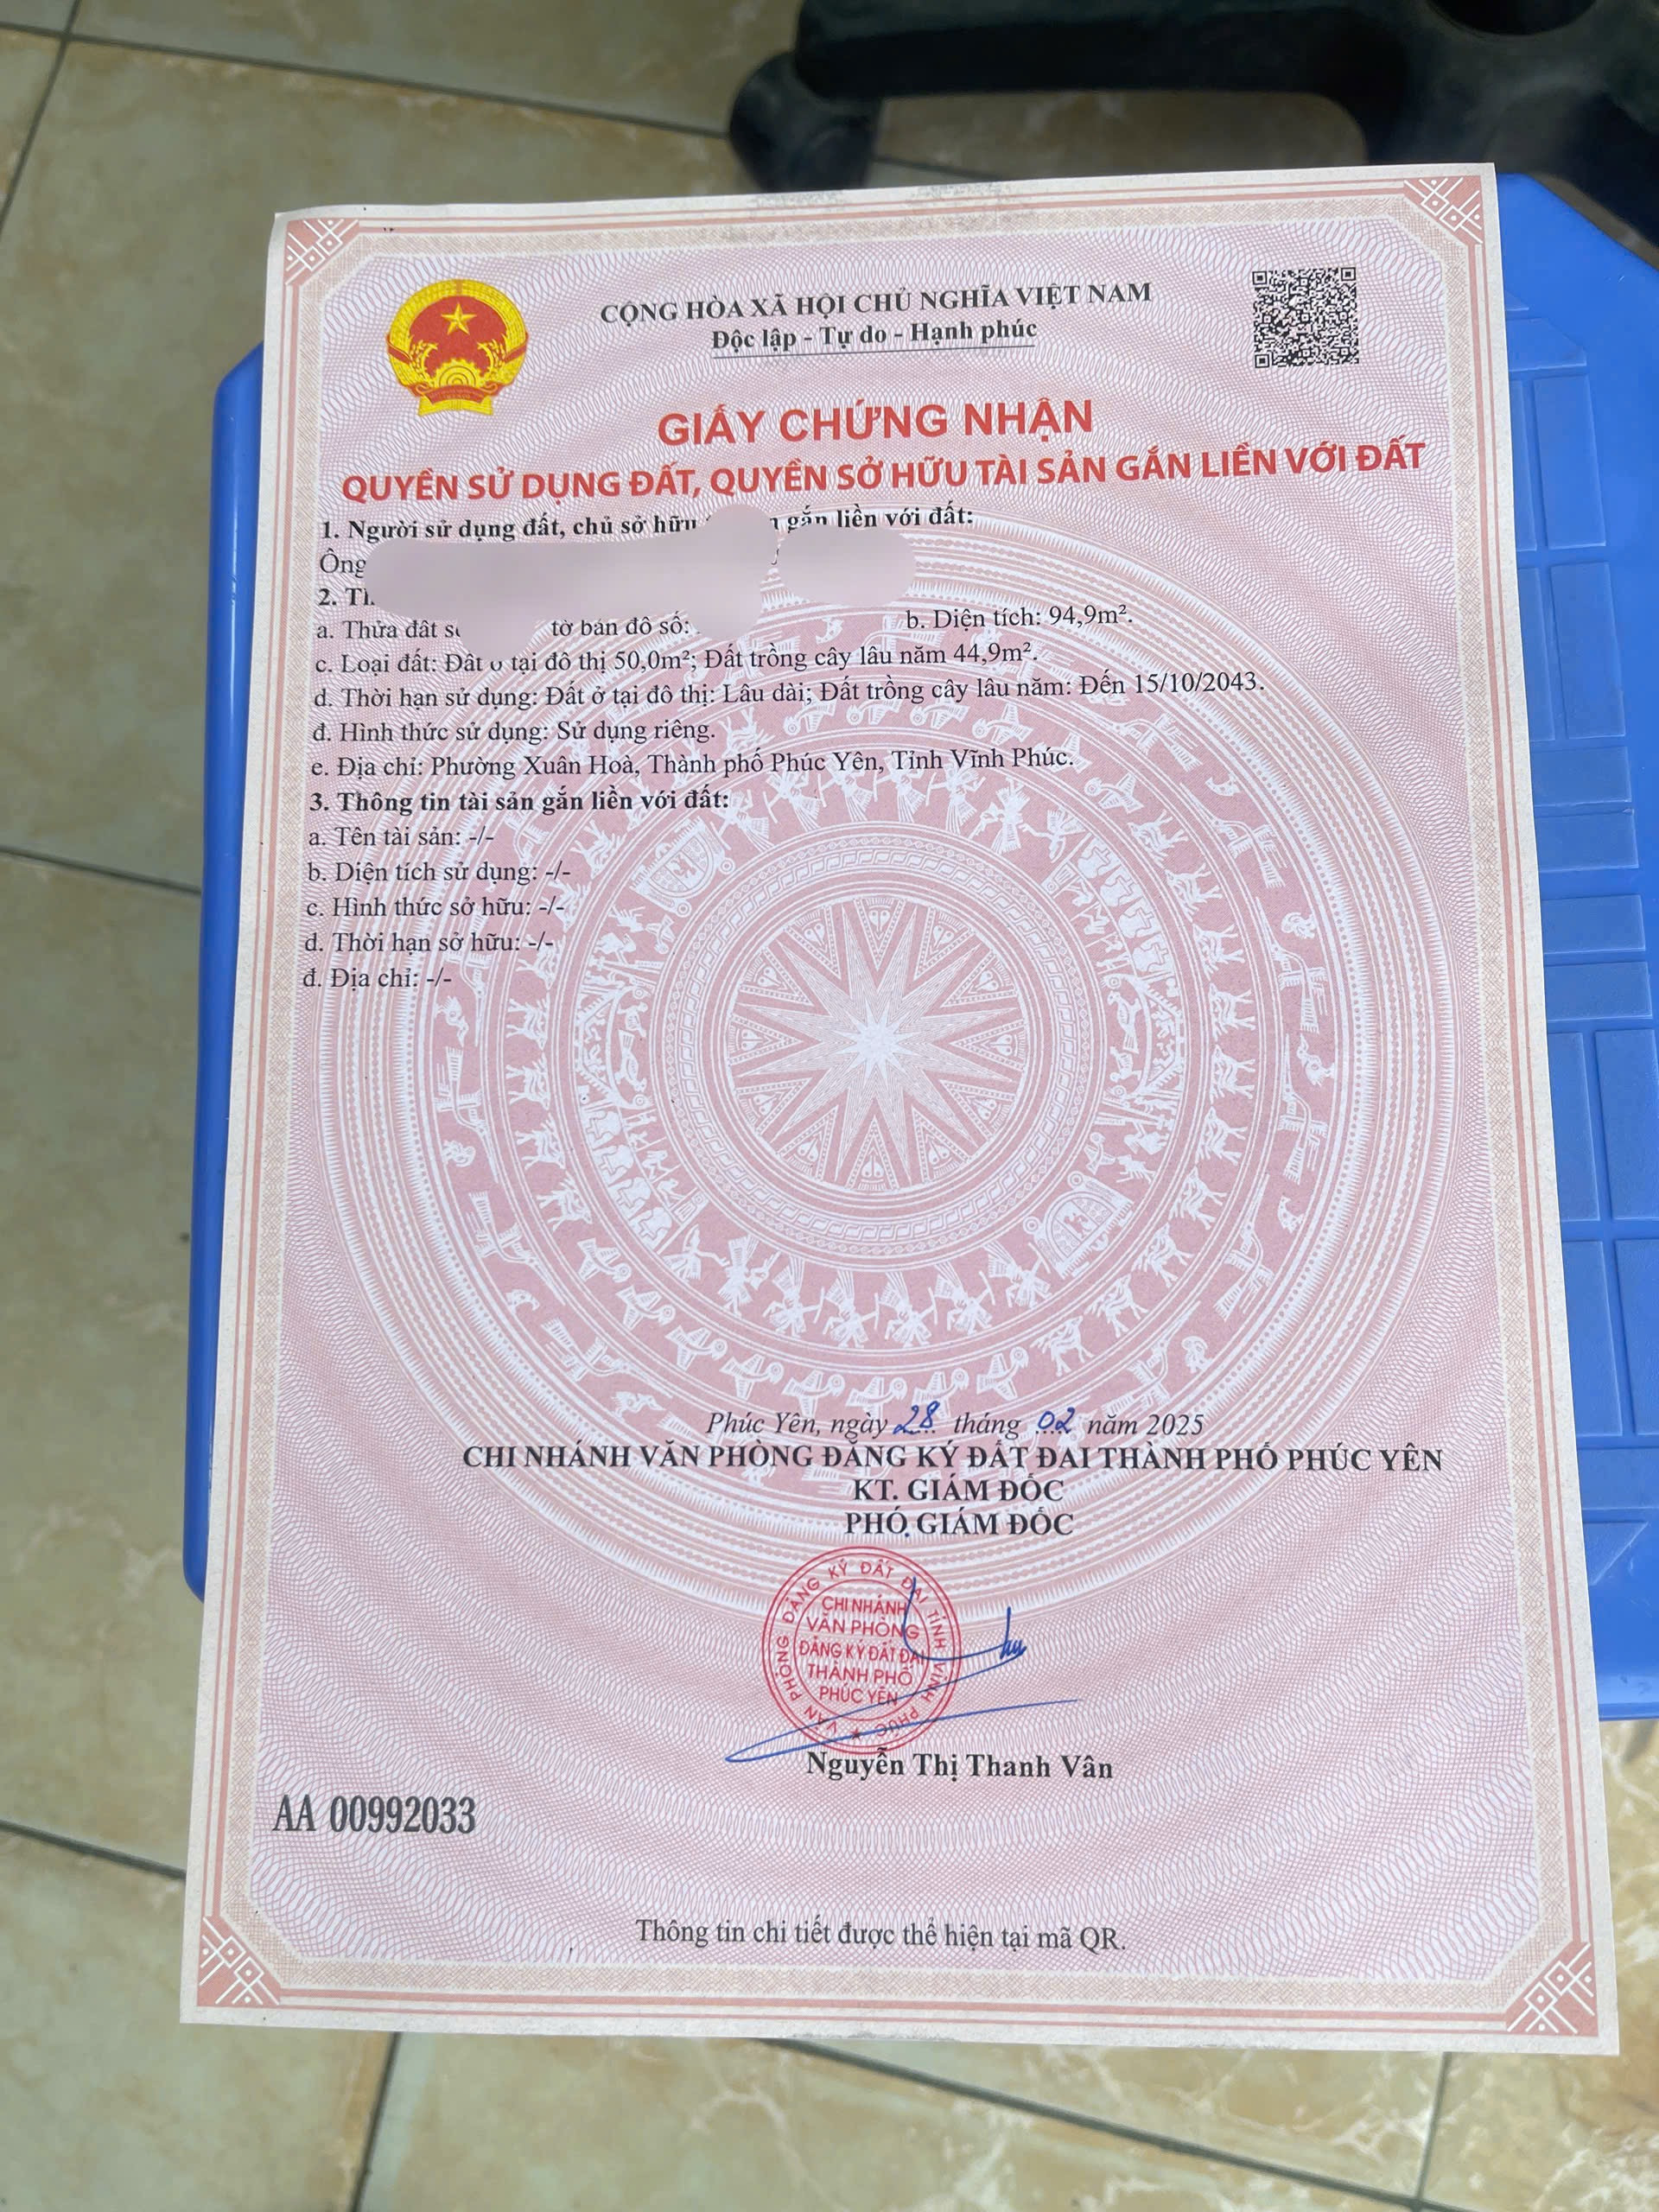 CỘNG HÒA XÃ HỘI CHỦ NGHĨA VIỆT NAM
Độc lập - Tự do - Hạnh phúc
GIẤY CHỨNG NHẬN
QUYỀN SỬ DỤNG ĐẤT, QUYỀN SỞ HỮU TÀI SẢN GẮN LIỀN VỚI ĐẤT
1. Người sử dụng đất, chủ sở hữu gắn liền với đất:
Ông
2.
a. Thửa đất tờ bản đồ số: b. Diện tích: 94,9m².
c. Loại đất: Đất ở tại đô thị 50,0m²; Đất trồng cây lâu năm 44,9m².
d. Thời hạn sử dụng: Đất ở tại đô thị: Lâu dài; Đất trồng cây lâu năm: Đến 15/10/2043.
đ. Hình thức sử dụng: Sử dụng riêng.
e. Địa chỉ: Phường Xuân Hoà, Thành phố Phúc Yên, Tỉnh Vĩnh Phúc.
3. Thông tin tài sản gắn liền với đất:
a. Tên tài sản: -/-
b. Diện tích sử dụng: -/-
c. Hình thức sở hữu: -/-
d. Thời hạn sở hữu: -/-
đ. Địa chỉ: -/-
Phúc Yên, ngày 28 tháng 02 năm 2025
CHI NHÁNH VĂN PHÒNG ĐĂNG KÝ ĐẤT ĐAI THÀNH PHỐ PHÚC YÊN
KT. GIÁM ĐỐC
PHÓ GIÁM ĐỐC
VĂN PHÒNG ĐĂNG KÝ ĐẤT ĐAI TỈNH VĨNH PHÚC
CHI NHÁNH
VĂN PHÒNG
ĐĂNG KÝ ĐẤT ĐAI
THÀNH PHỐ
PHÚC YÊN
Nguyễn Thị Thanh Vân
AA 00992033
Thông tin chi tiết được thể hiện tại mã QR.